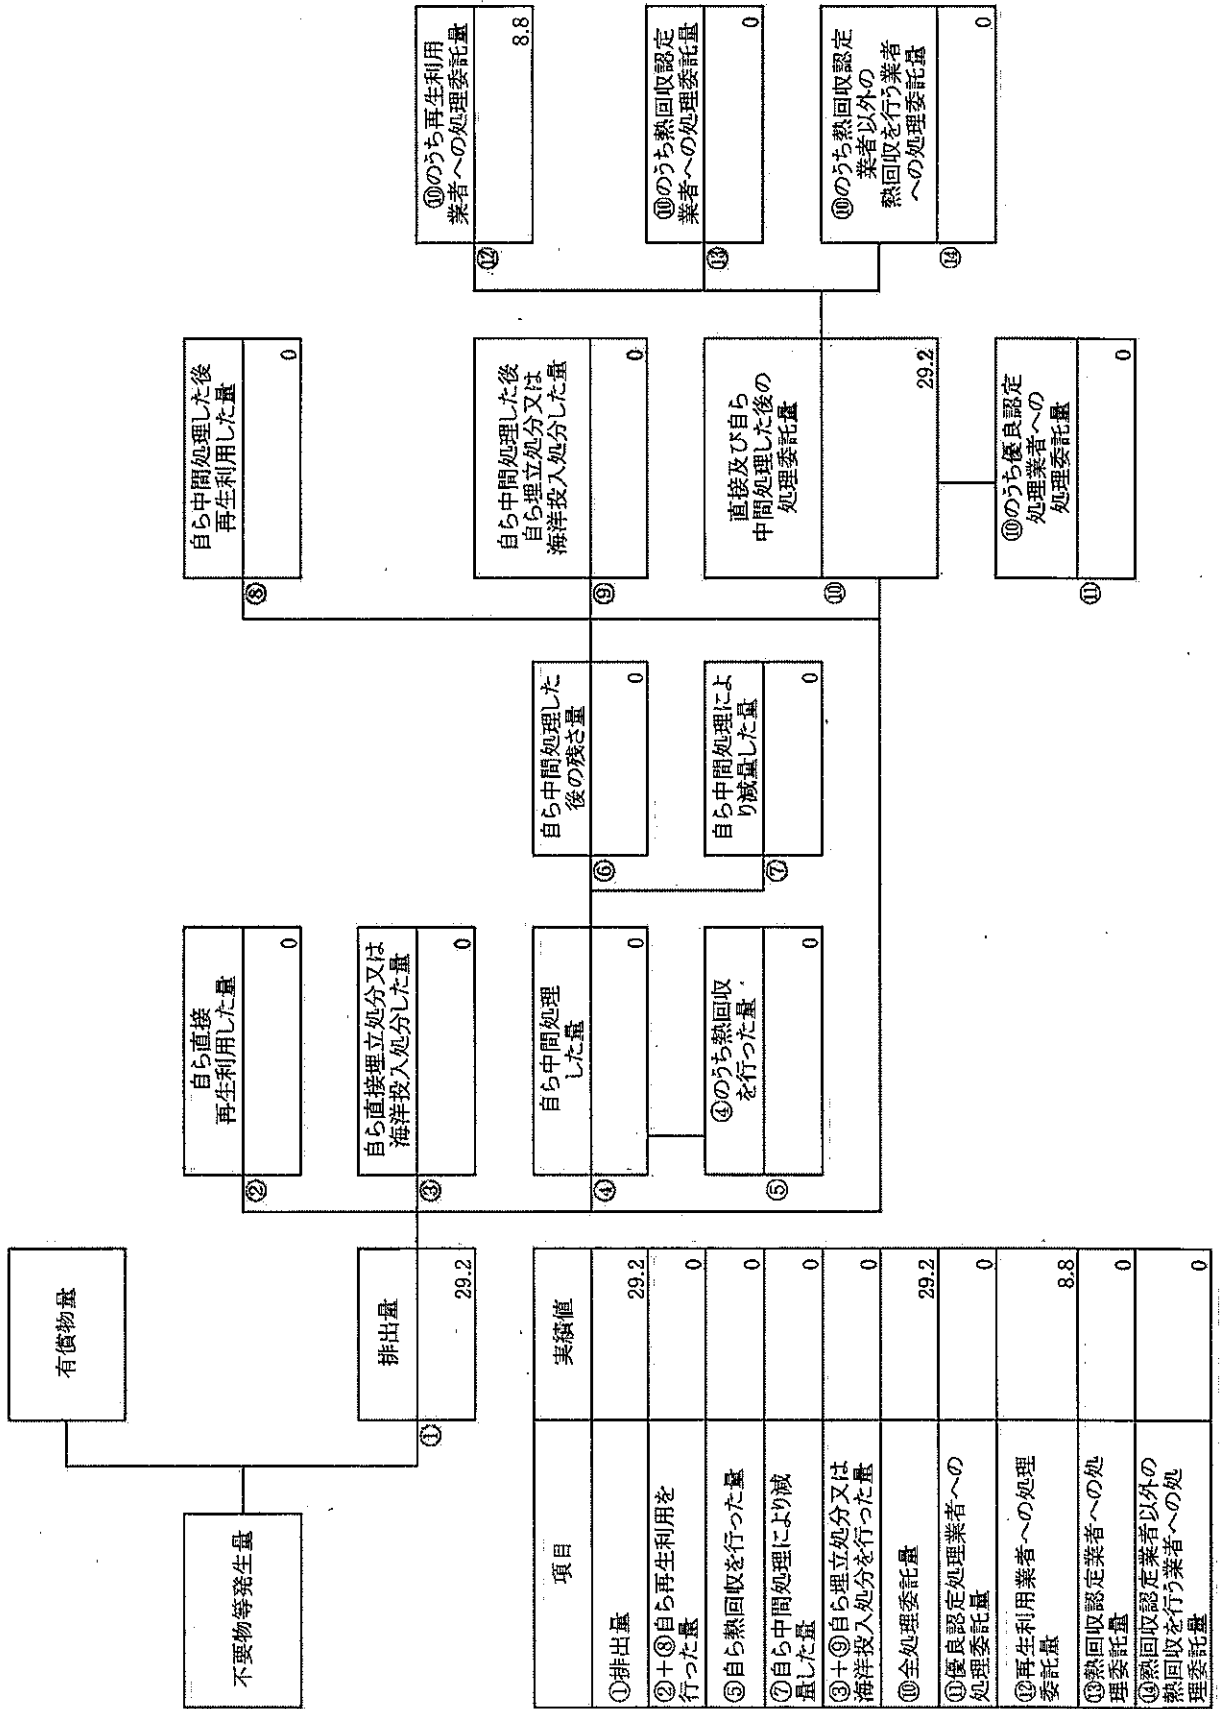 不要物等発生量
有償物量
①
排出量
29.2
②
自ら直接
再生利用した量
0
③
自ら直接埋立処分又は
海洋投入処分した量
0
④
自ら中間処理
した量
0
⑤
④のうち熱回収
を行った量
0
⑥
自ら中間処理した
後の残さ量
0
⑦
自ら中間処理によ
り減量した量
0
⑧
自ら中間処理した後
再生利用した量
0
⑨
自ら中間処理した後
自ら埋立処分又は
海洋投入処分した量
0
⑩
直接及び自ら
中間処理した後の
処理委託量
29.2
⑪
⑩のうち優良認定
処理業者への
処理委託量
0
⑫
⑩のうち再生利用
業者への処理委託量
8.8
⑬
⑩のうち熱回収認定
業者への処理委託量
0
⑭
⑩のうち熱回収認定
業者以外の
熱回収を行う業者
への処理委託量
0
項目 実績値
①排出量 29.2
②+⑧自ら再生利用を
行った量 0
⑤自ら熱回収を行った量 0
⑦自ら中間処理により減
量した量 0
③+⑨自ら埋立処分又は
海洋投入処分を行った量 0
⑩全処理委託量 29.2
⑪優良認定処理業者への
処理委託量 0
⑫再生利用業者への処理
委託量 8.8
⑬熱回収認定業者への処
理委託量 0
⑭熱回収認定業者以外の
熱回収を行う業者への処
理委託量 0